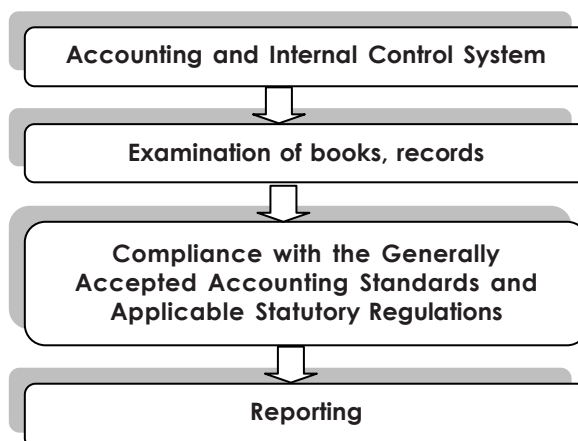 Accounting and Internal Control System
Examination of books, records
Compliance with the Generally
Accepted Accounting Standards and
Applicable Statutory Regulations
Reporting